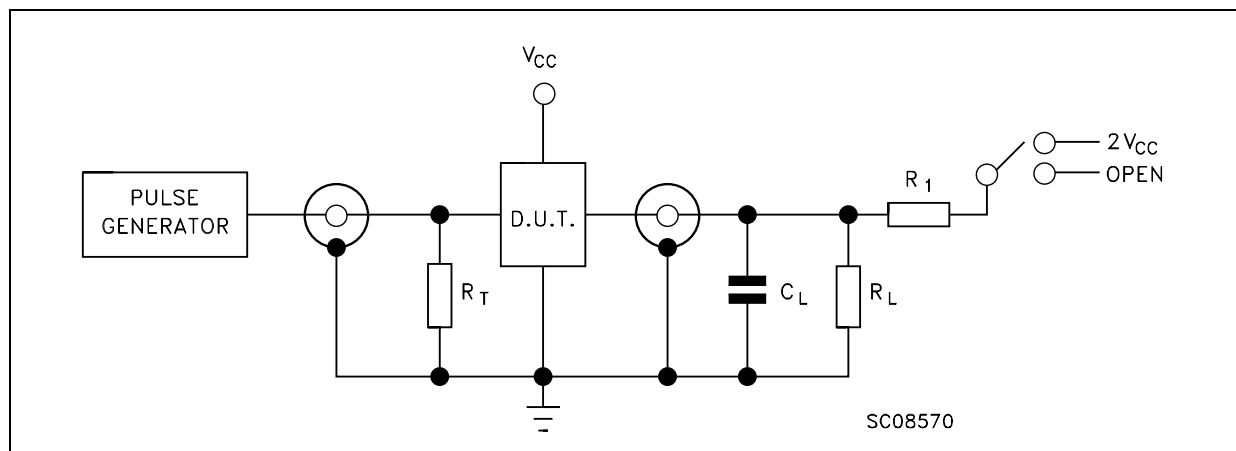 VCC
2VCC
OPEN
R1
PULSE
GENERATOR
D.U.T.
RT
CL
RL
SC08570